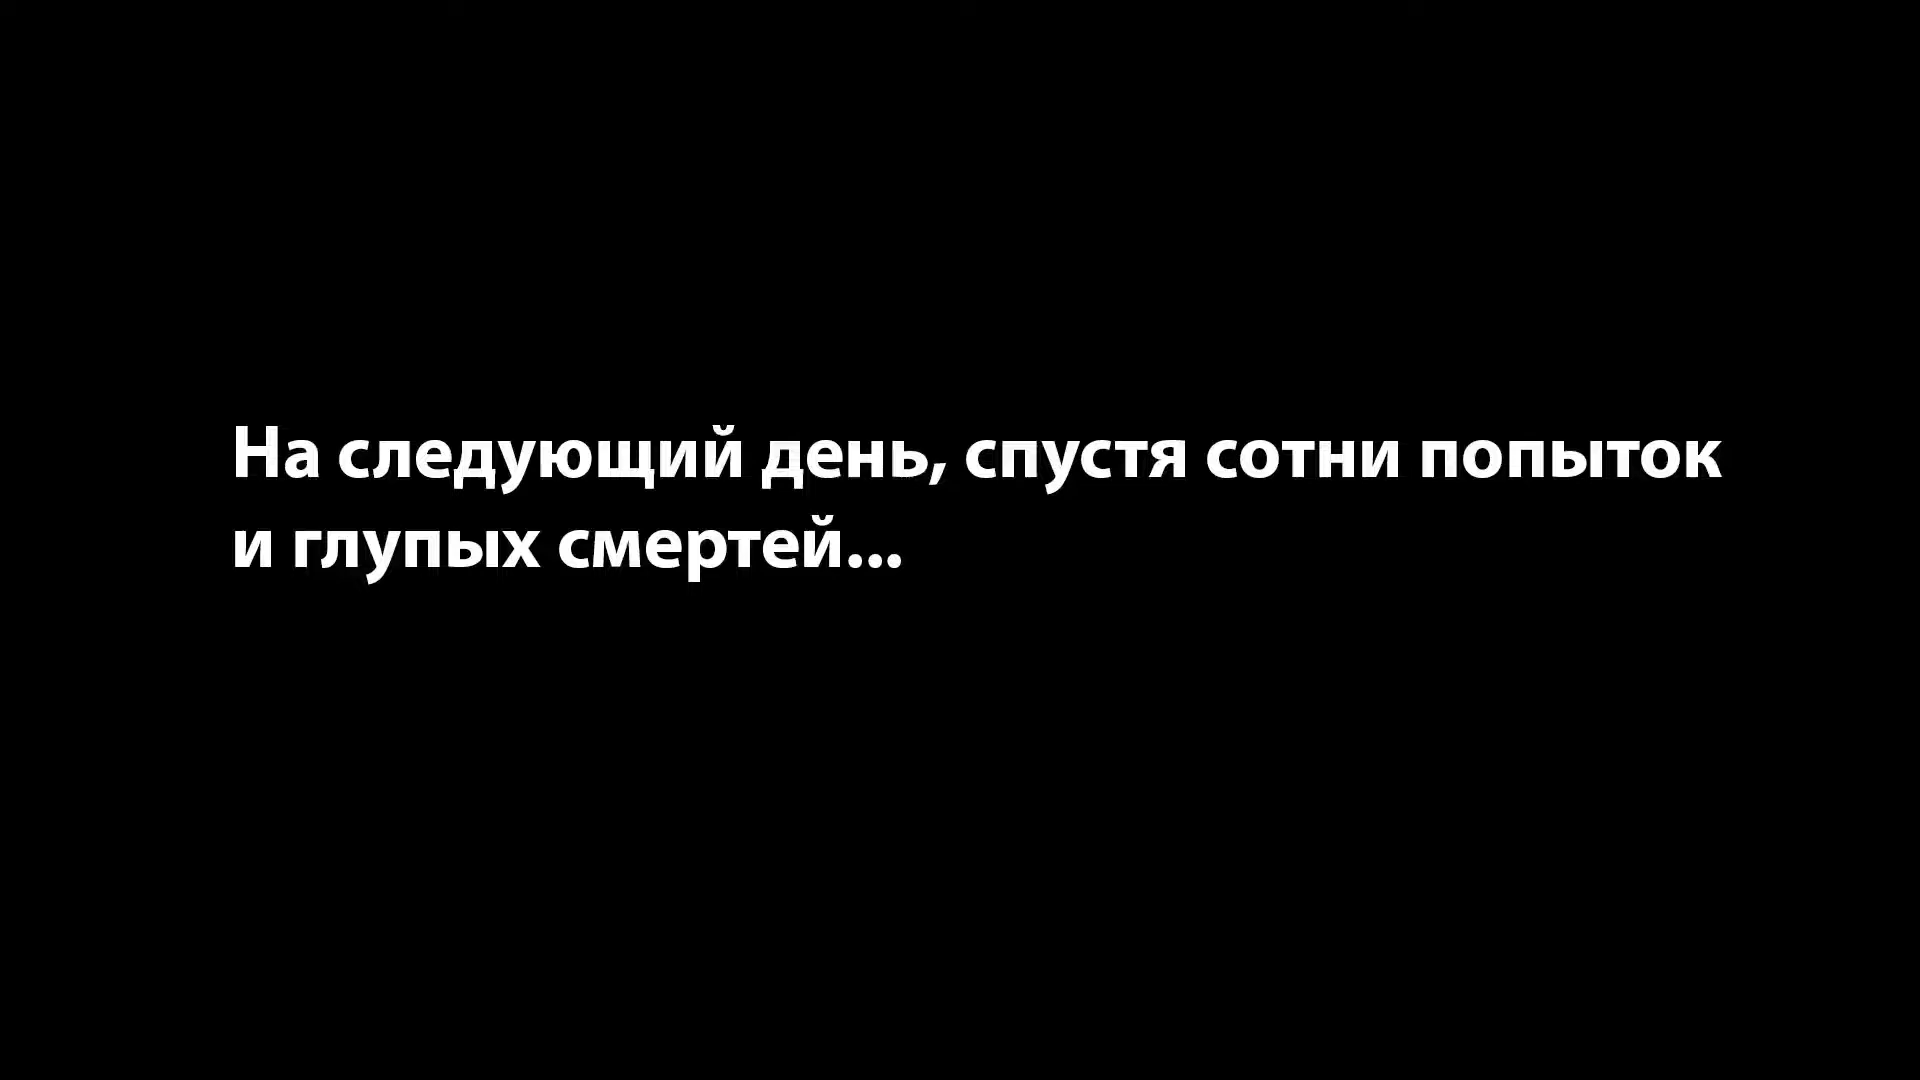 На следующий день, спустя сотни попыток
и глупых смертей...